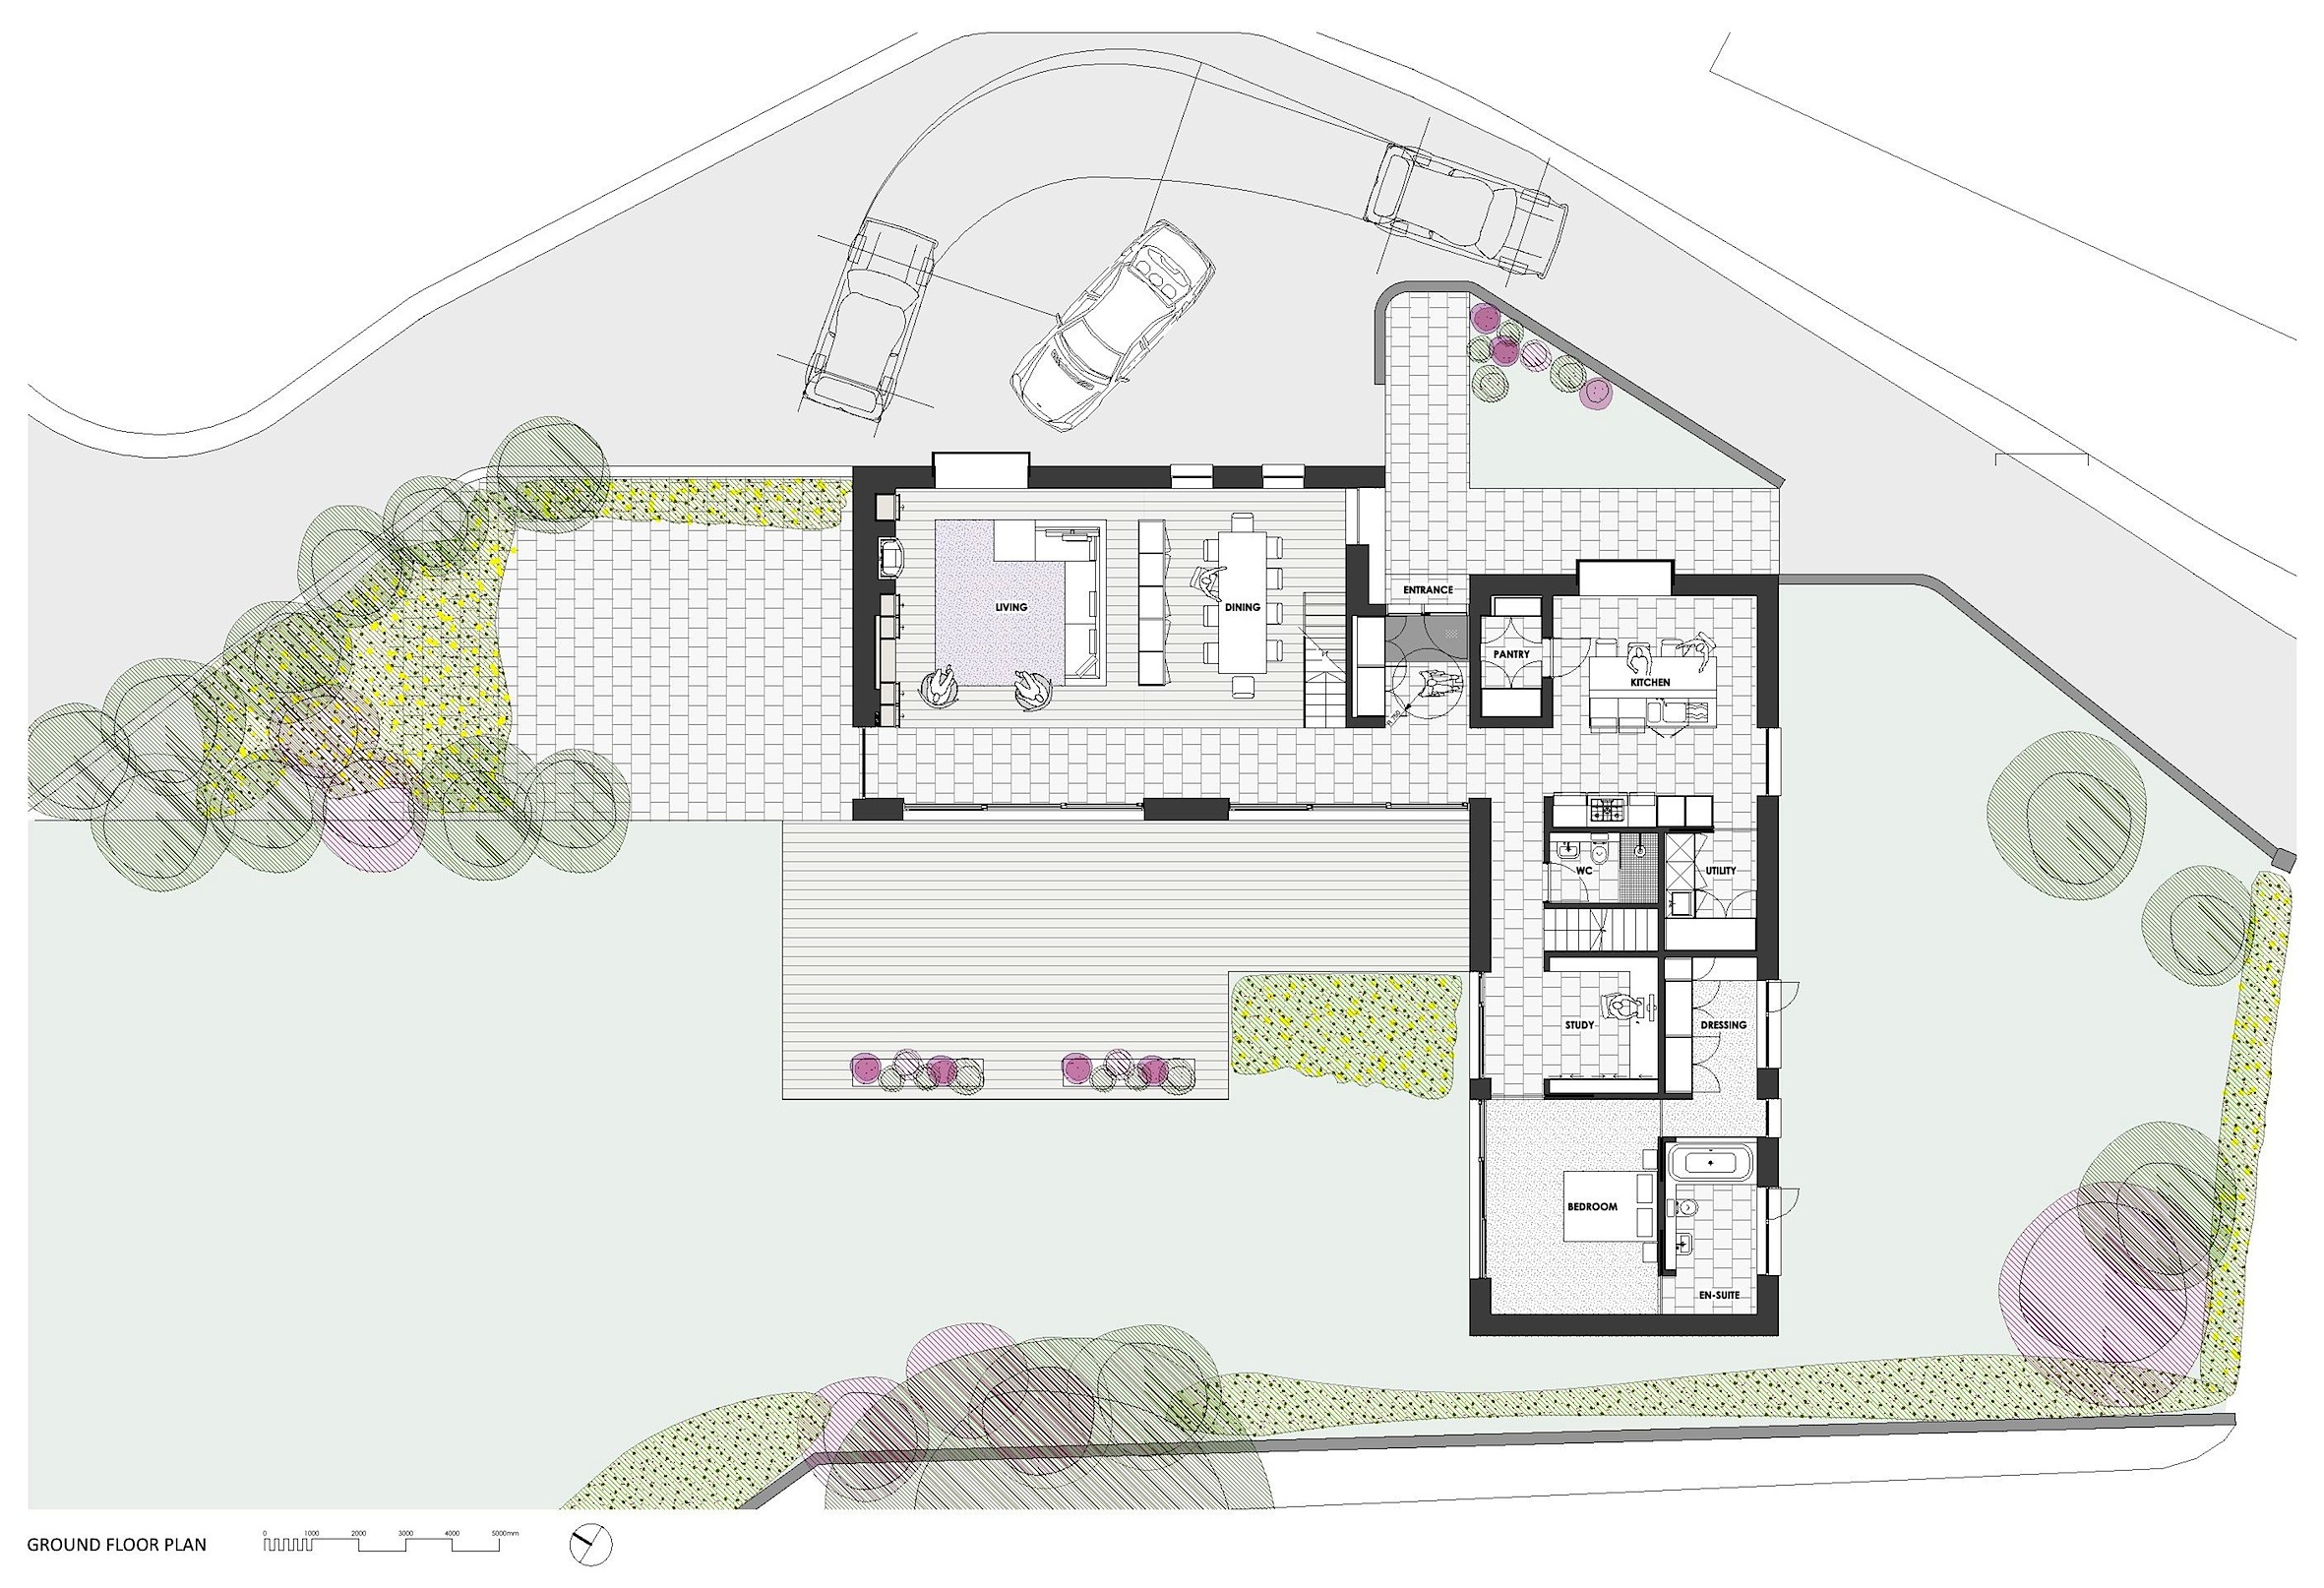 ENTRANCE
LIVING
DINING
PANTRY
KITCHEN
R 750
WC
UTILITY
STUDY
DRESSING
BEDROOM
EN-SUITE
GROUND FLOOR PLAN
0 1000 2000 3000 4000 5000mm